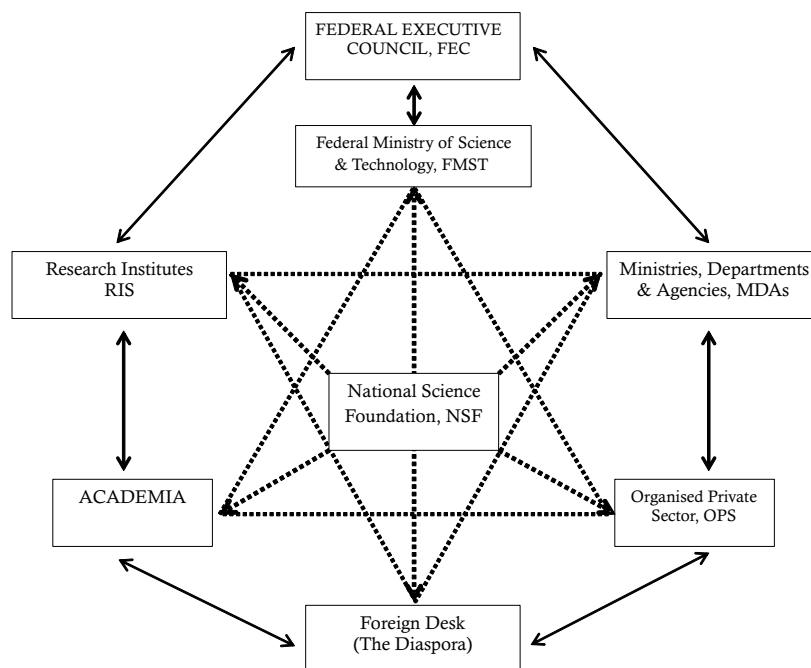 FEDERAL EXECUTIVE
COUNCIL, FEC
Federal Ministry of Science
& Technology, FMST
Research Institutes
RIS
Ministries, Departments
& Agencies, MDAs
National Science
Foundation, NSF
ACADEMIA
Organised Private
Sector, OPS
Foreign Desk
(The Diaspora)